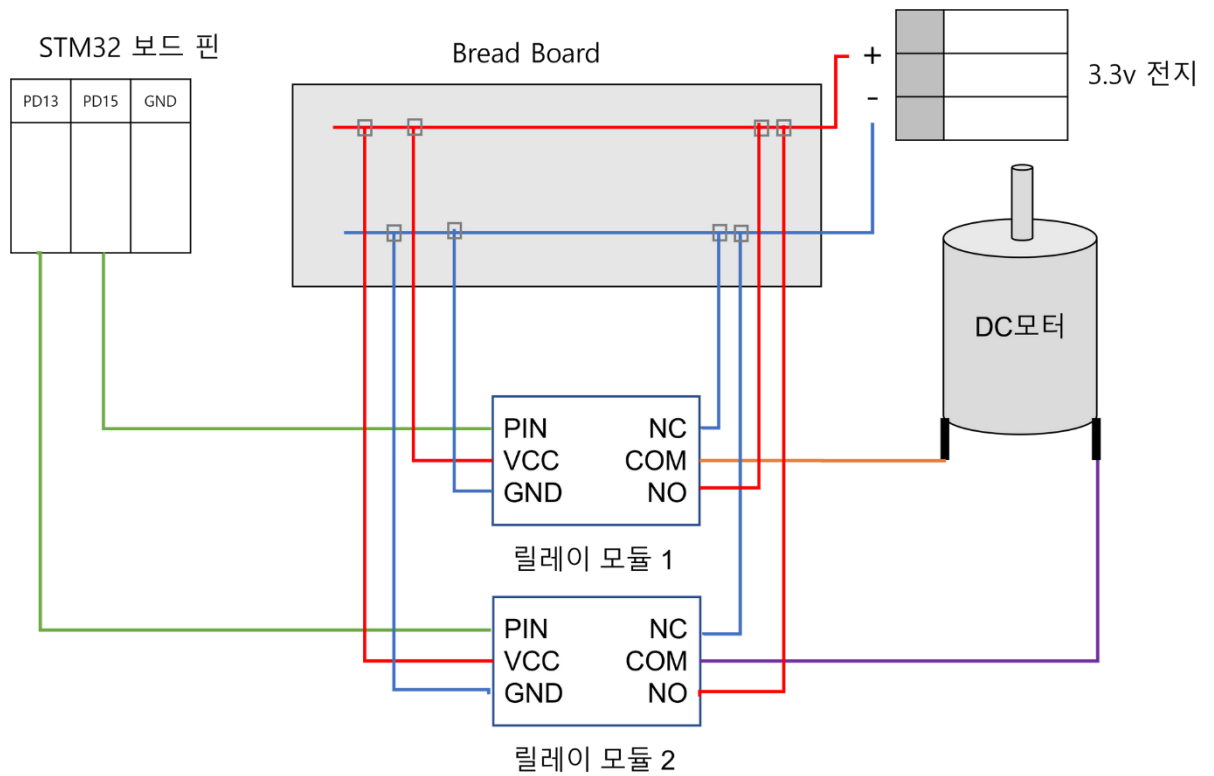 STM32 보드 핀
PD13 PD15 GND
Bread Board
+
-
3.3v 전지
DC모터
PIN NC
VCC COM
GND NO
릴레이 모듈 1
PIN NC
VCC COM
GND NO
릴레이 모듈 2